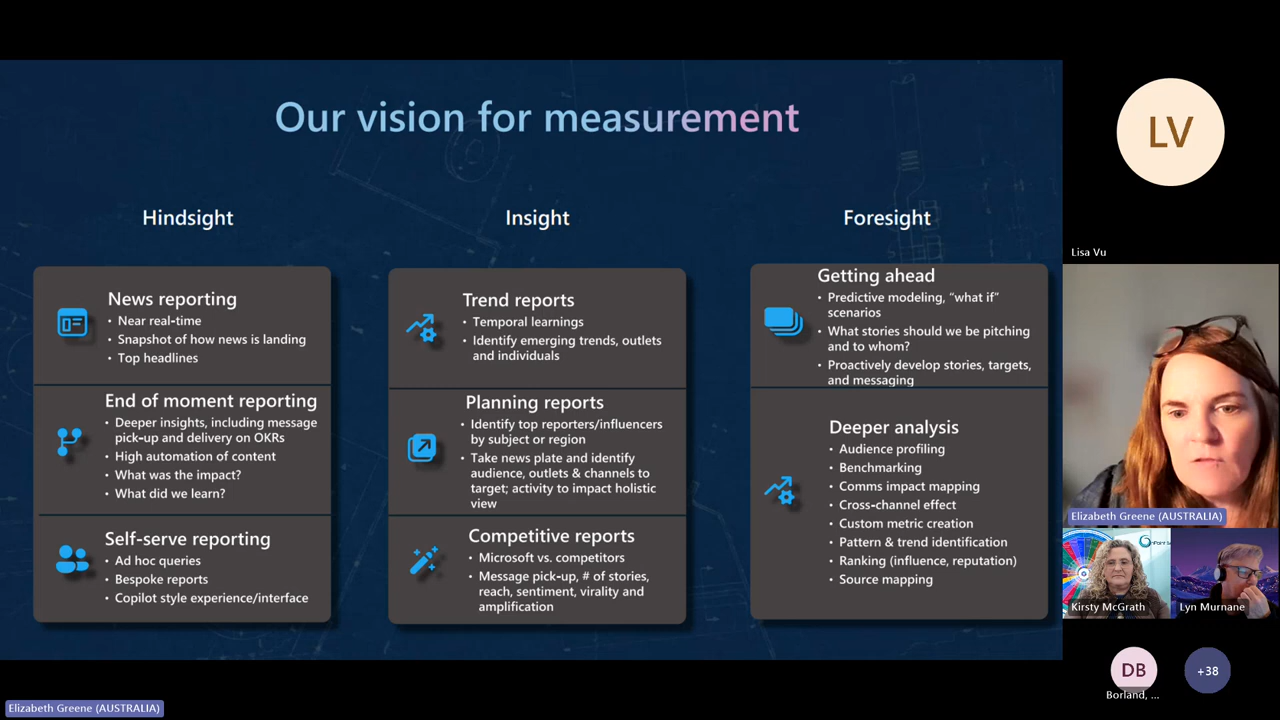 Our vision for measurement
Hindsight
News reporting
• Near real-time
• Snapshot of how news is landing
• Top headlines
End of moment reporting
• Deeper insights, including message
pick-up and delivery on OKRs
• High automation of content
• What was the impact?
• What did we learn?
Self-serve reporting
• Ad hoc queries
• Bespoke reports
• Copilot style experience/interface
Insight
Trend reports
• Temporal learnings
• Identify emerging trends, outlets
and individuals
Planning reports
• Identify top reporters/influencers
by subject or region
• Take news plate and identify
audience, outlets & channels to
target; activity to impact holistic
view
Competitive reports
• Microsoft vs. competitors
• Message pick-up, # of stories,
reach, sentiment, virality and
amplification
Foresight
Getting ahead
• Predictive modeling, “what if”
scenarios
• What stories should we be pitching
and to whom?
• Proactively develop stories, targets,
and messaging
Deeper analysis
• Audience profiling
• Benchmarking
• Comms impact mapping
• Cross-channel effect
• Custom metric creation
• Pattern & trend identification
• Ranking (influence, reputation)
• Source mapping
LV
Lisa Vu
Elizabeth Greene (AUSTRALIA)
Kirsty McGrath
Lyn Murnane
DB
Borland, ...
+38
Elizabeth Greene (AUSTRALIA)